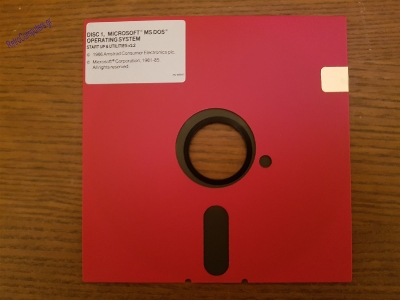 DISC 1, MICROSOFT™ MS DOS™
OPERATING SYSTEM
START UP & UTILITIES v3.2
© 1986 Amstrad Consumer Electronics plc.
© Microsoft® Corporation, 1981-85
All rights reserved.